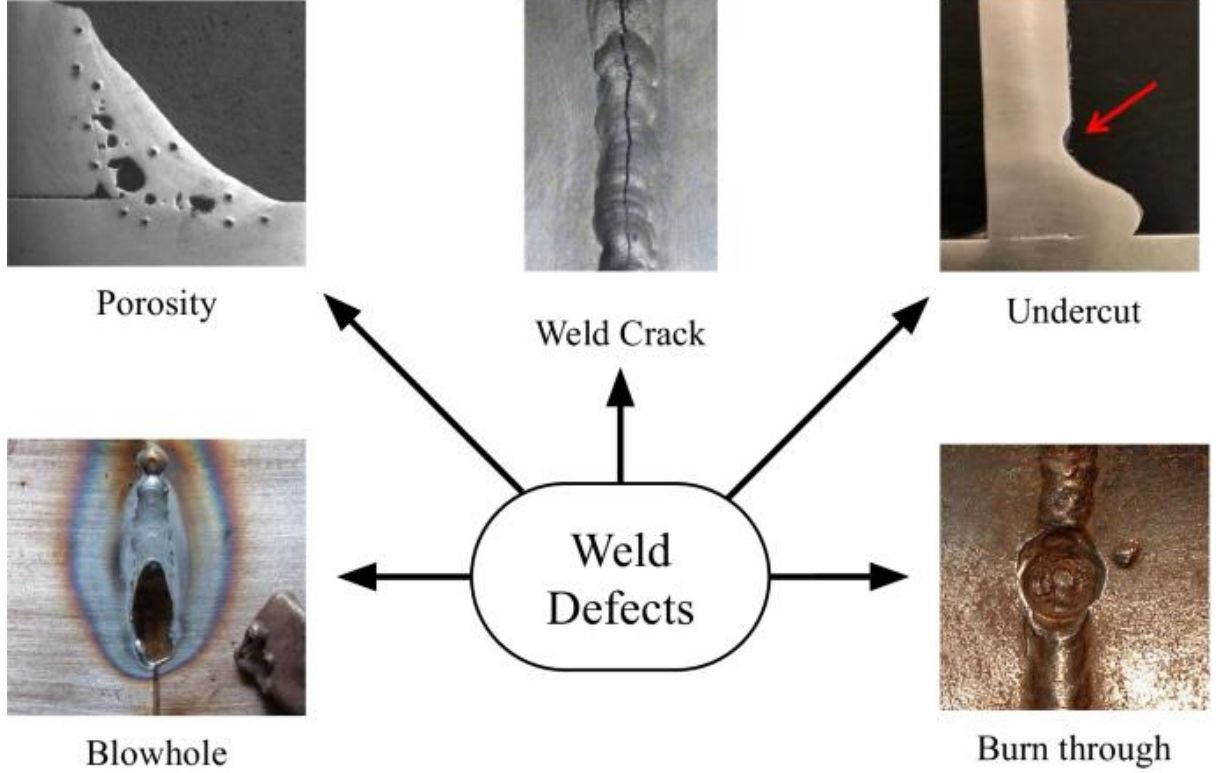 Porosity
Weld Crack
Undercut
Weld
Defects
Blowhole
Burn through